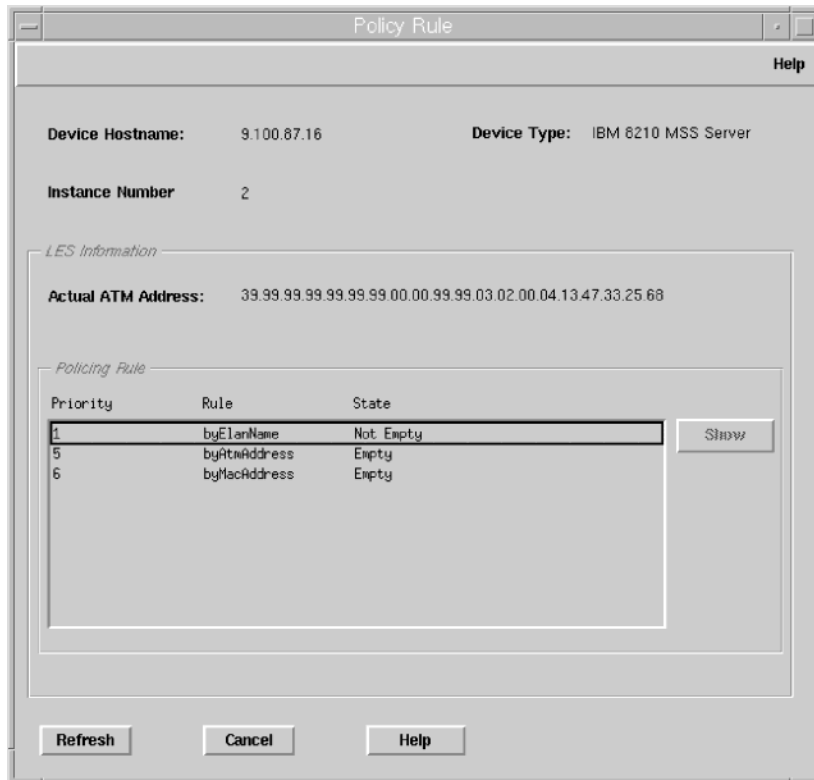 Policy Rule
Help
Device Hostname: 9.100.87.16 Device Type: IBM 8210 MSS Server
Instance Number 2
LES Information
Actual ATM Address: 39.99.99.99.99.99.99.00.00.99.99.03.02.00.04.13.47.33.25.68
Policing Rule
Priority Rule State
1 byElanName Not Empty
5 byAtmAddress Empty
6 byMacAddress Empty
Show
Refresh Cancel Help